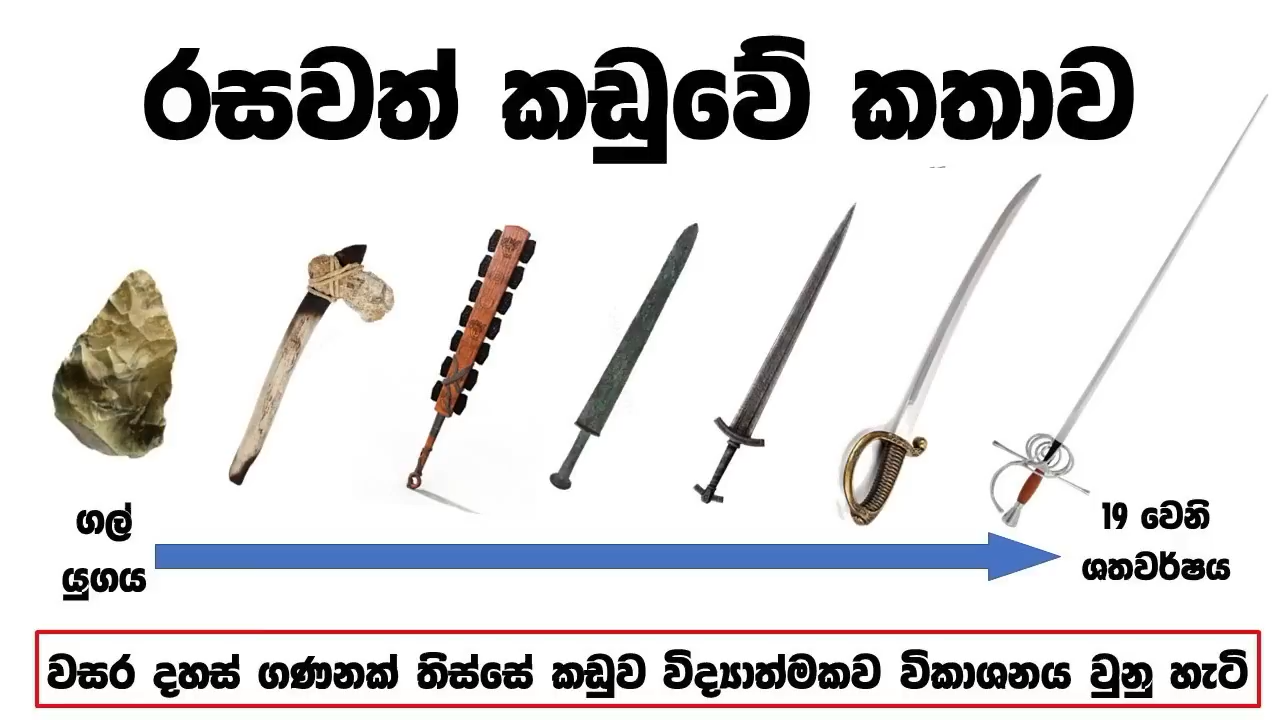 රසවත් කඩුවේ කතාව
ගල්
යුගය
19 වෙනි
ශතවර්ෂය
වසර දහස් ගණනක් තිස්සේ කඩුව විද්‍යාත්මකව විකාශනය වුනු හැටි